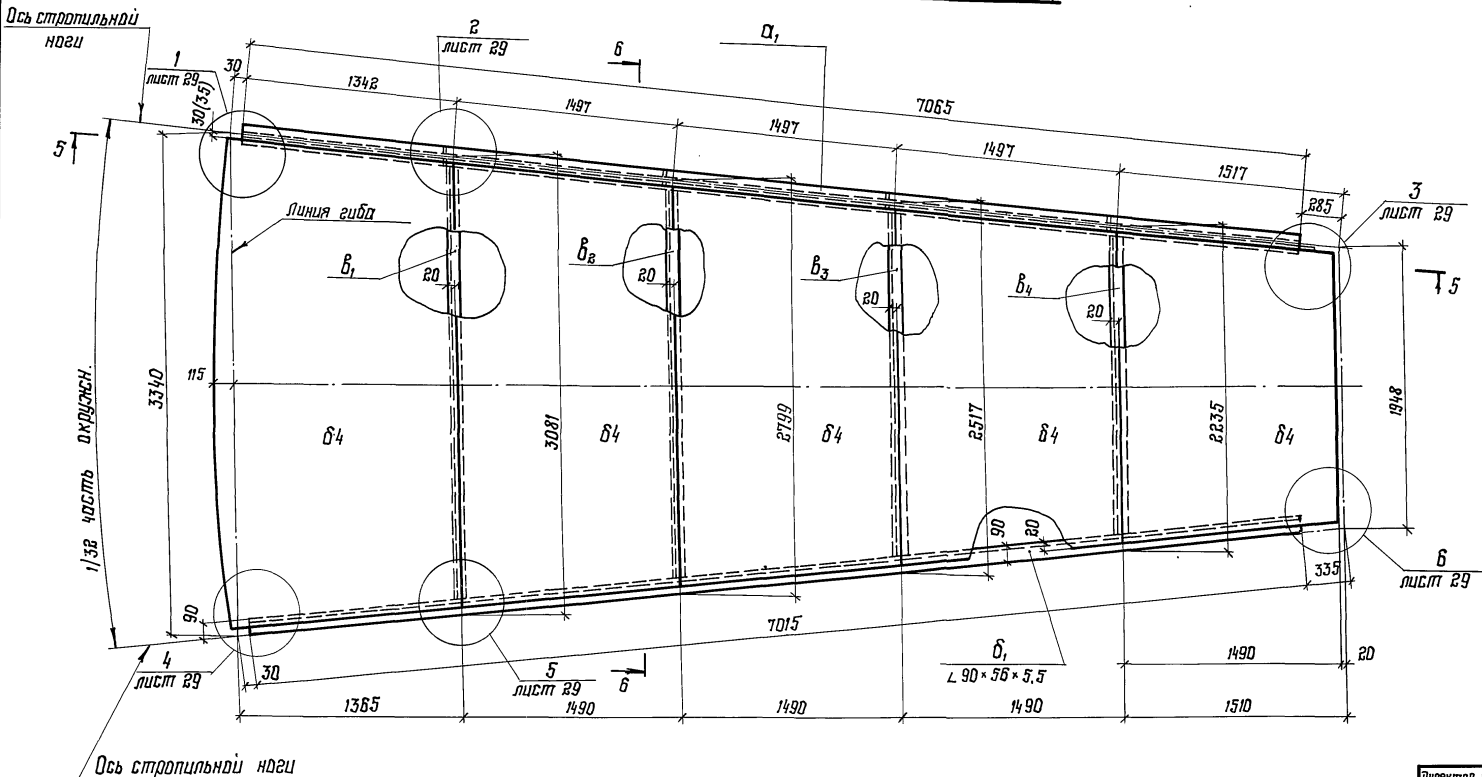 Ось стропильной
ноги
1
лист 29
30
30(35)
2
лист 29
6
а₁
1342
1497
7065
1497
1497
1517
285
3
лист 29
5
5
Линия гиба
в₁
20
в₂
20
в₃
20
в₄
20
1/32 часть окружн.
3340
115
δ4
3081
δ4
2799
δ4
2517
δ4
2235
δ4
1948
90
90
20
335
6
лист 29
7015
4
лист 29
30
5
лист 29
6
δ₁
∟90×56×5,5
1490
20
1365
1490
1490
1490
1510
Ось стропильной ноги
Директор